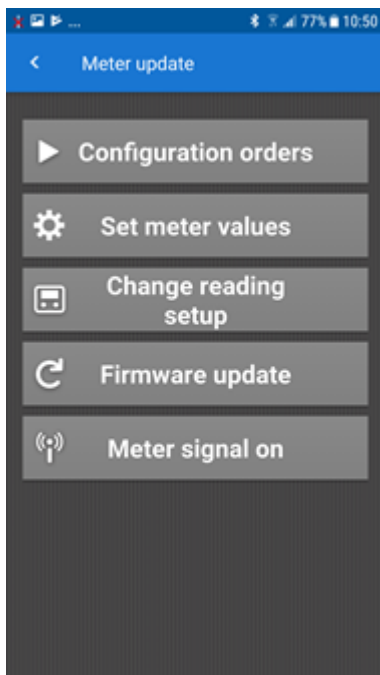 ... 77% 10:50
Meter update
Configuration orders
Set meter values
Change reading
setup
Firmware update
Meter signal on